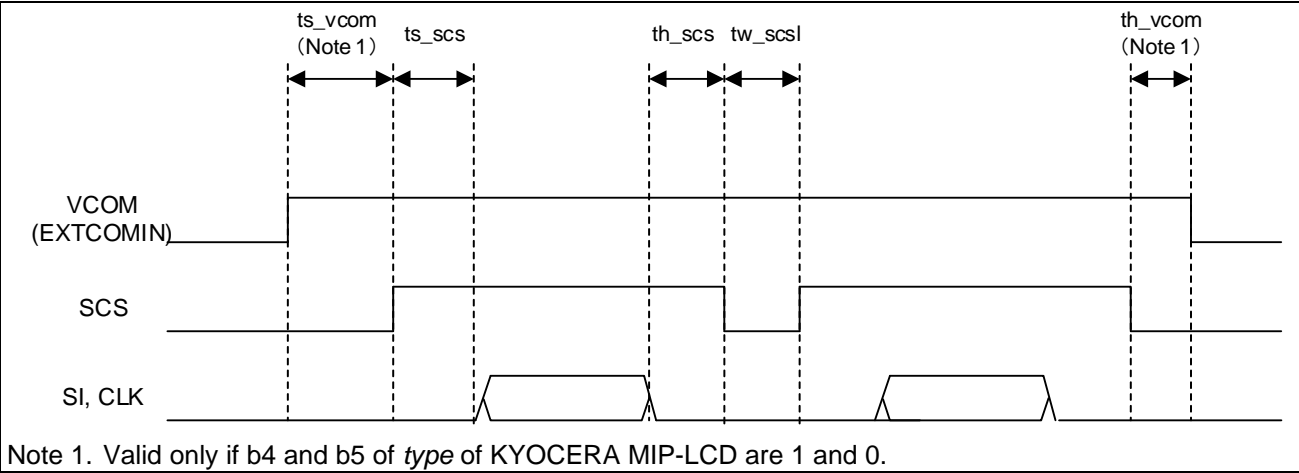 ts_vcom
（Note 1）
ts_scs
th_scs
tw_scsl
th_vcom
（Note 1）
VCOM
(EXTCOMIN)
SCS
SI, CLK
Note 1. Valid only if b4 and b5 of type of KYOCERA MIP-LCD are 1 and 0.